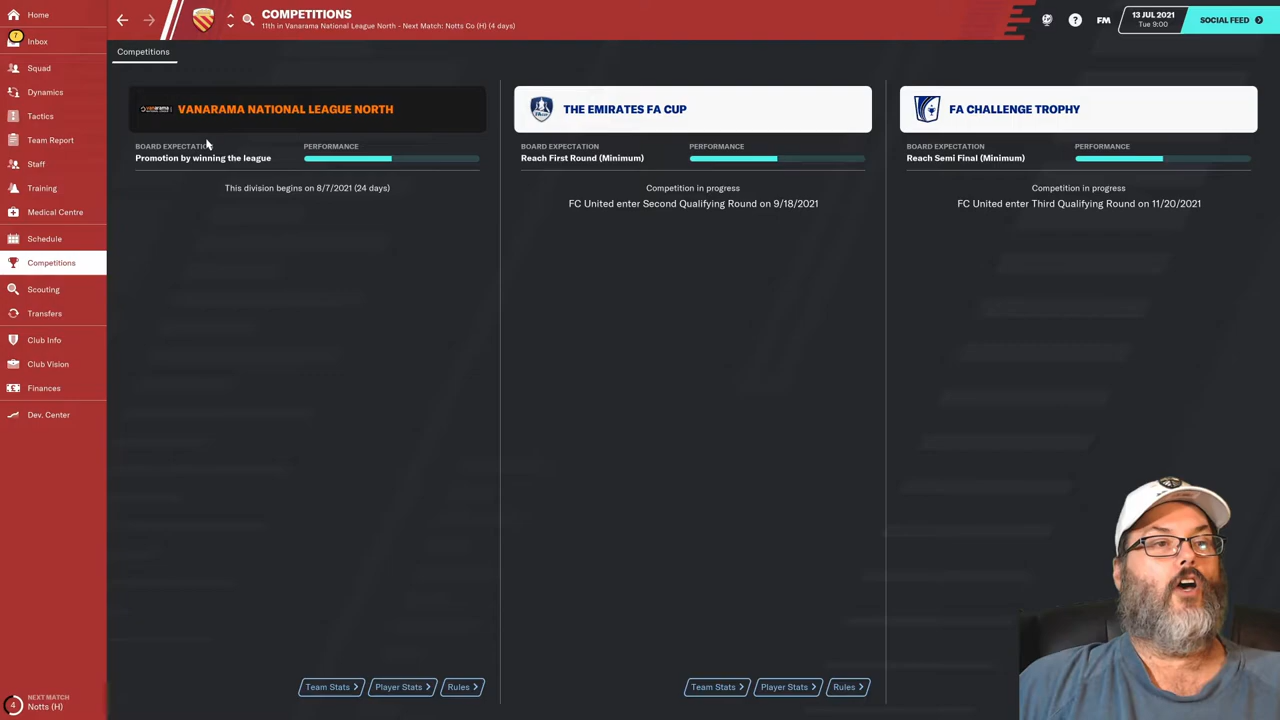 Home
COMPETITIONS
11th in Vanarama National League North - Next Match: Notts Co (H) (4 days)
FM
13 JUL 2021
Tue 9:00
SOCIAL FEED
7
Inbox
Squad
Dynamics
Tactics
Team Report
Staff
Training
Medical Centre
Schedule
Competitions
Scouting
Transfers
Club Info
Club Vision
Finances
Dev. Center
4
NEXT MATCH
Notts (H)
Competitions
VANARAMA NATIONAL LEAGUE NORTH
BOARD EXPECTATION
Promotion by winning the league
PERFORMANCE
This division begins on 8/7/2021 (24 days)
Team Stats
Player Stats
Rules
THE EMIRATES FA CUP
BOARD EXPECTATION
Reach First Round (Minimum)
PERFORMANCE
Competition in progress
FC United enter Second Qualifying Round on 9/18/2021
Team Stats
Player Stats
Rules
FA CHALLENGE TROPHY
BOARD EXPECTATION
Reach Semi Final (Minimum)
PERFORMANCE
Competition in progress
FC United enter Third Qualifying Round on 11/20/2021